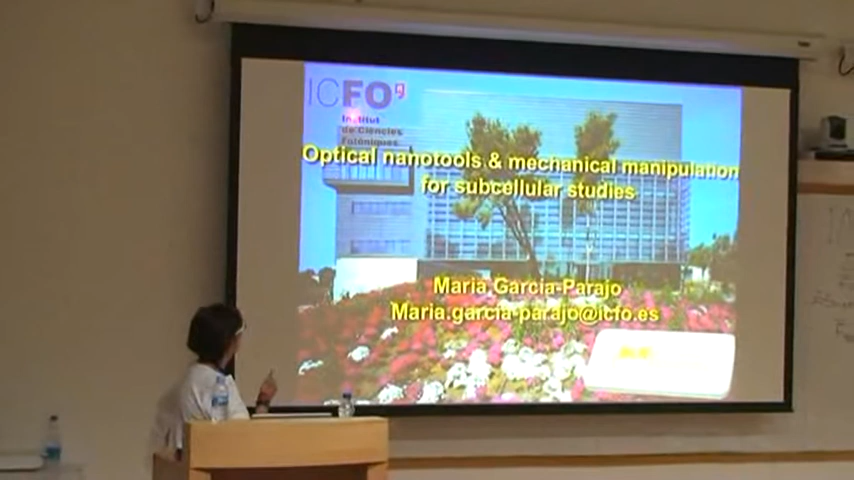 ICFO
Institut
de Ciències
Fotòniques
Optical nanotools & mechanical manipulation
for subcellular studies
Maria Garcia-Parajo
Maria.garcia-parajo@icfo.es